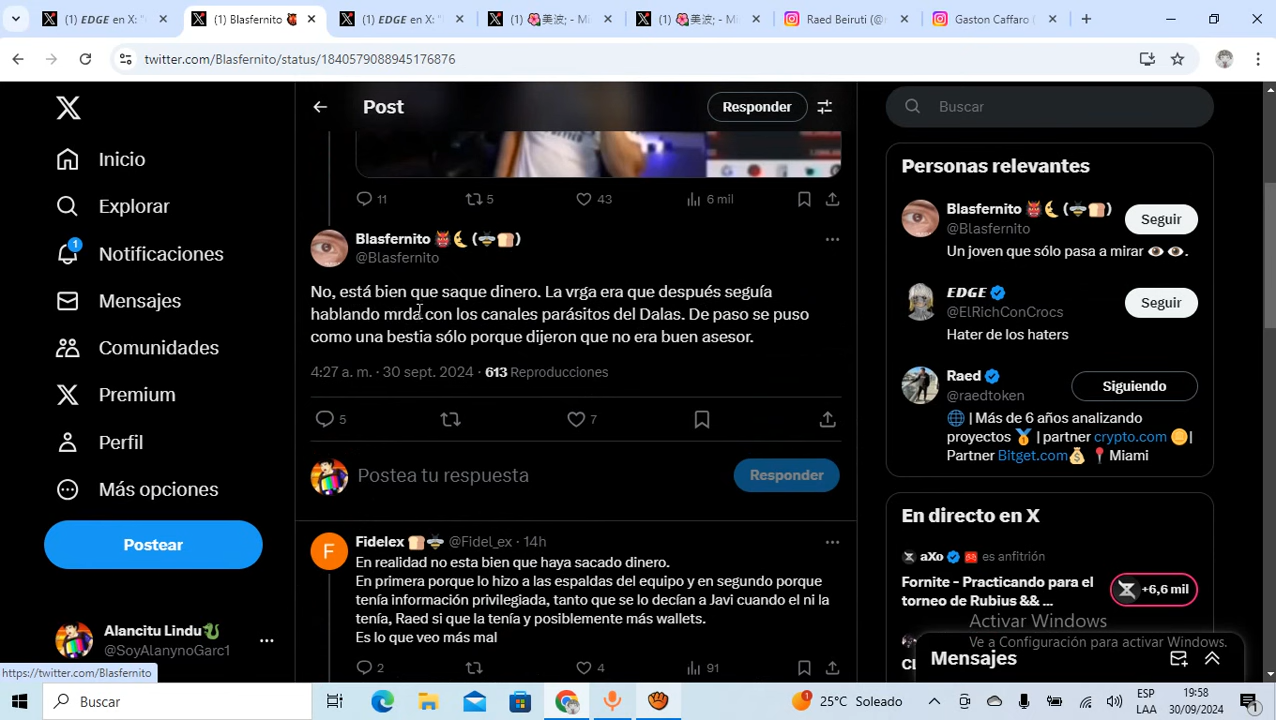 (1) EDGE en X: "
(1) Blasfernito
(1) EDGE en X: "
(1) 美波; - Mi
(1) 美波; - Mi
Raed Beiruti (@
Gaston Caffaro (
twitter.com/Blasfernito/status/1840579088945176876
Inicio
Explorar
1
Notificaciones
Mensajes
Comunidades
Premium
Perfil
Más opciones
Postear
Alancitu Lindu
@SoyAlanynoGarc1
https://twitter.com/Blasfernito
Post
Responder
11
5
43
6 mil
Blasfernito
@Blasfernito
No, está bien que saque dinero. La vrga era que después seguía
hablando mrda con los canales parásitos del Dalas. De paso se puso
como una bestia sólo porque dijeron que no era buen asesor.
4:27 a. m. · 30 sept. 2024 · 613 Reproducciones
5
7
Postea tu respuesta
Responder
F
Fidelex @Fidel_ex · 14h
En realidad no esta bien que haya sacado dinero.
En primera porque lo hizo a las espaldas del equipo y en segundo porque
tenía información privilegiada, tanto que se lo decían a Javi cuando el ni la
tenía, Raed si que la tenía y posiblemente más wallets.
Es lo que veo más mal
2
4
91
Buscar
Personas relevantes
Blasfernito
@Blasfernito
Seguir
Un joven que sólo pasa a mirar
EDGE
@ElRichConCrocs
Seguir
Hater de los haters
Raed
@raedtoken
Siguiendo
| Más de 6 años analizando
proyectos | partner crypto.com |
Partner Bitget.com Miami
En directo en X
aXo es anfitrión
Fornite - Practicando para el
torneo de Rubius && ...
+6,6 mil
Activar Windows
Ve a Configuración para activar Windows.
Mensajes
Buscar
1
25°C Soleado
ESP
LAA
19:58
30/09/2024
1